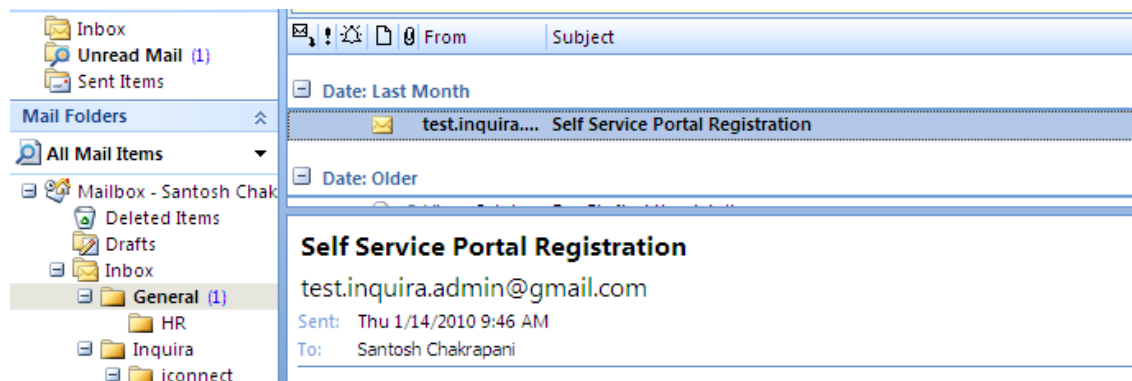 Inbox
Unread Mail (1)
Sent Items
Mail Folders
All Mail Items
Mailbox - Santosh Chak
Deleted Items
Drafts
Inbox
General (1)
HR
Inquira
iconnect
From Subject
Date: Last Month
test.inquira.... Self Service Portal Registration
Date: Older
Self Service Portal Registration
test.inquira.admin@gmail.com
Sent: Thu 1/14/2010 9:46 AM
To: Santosh Chakrapani